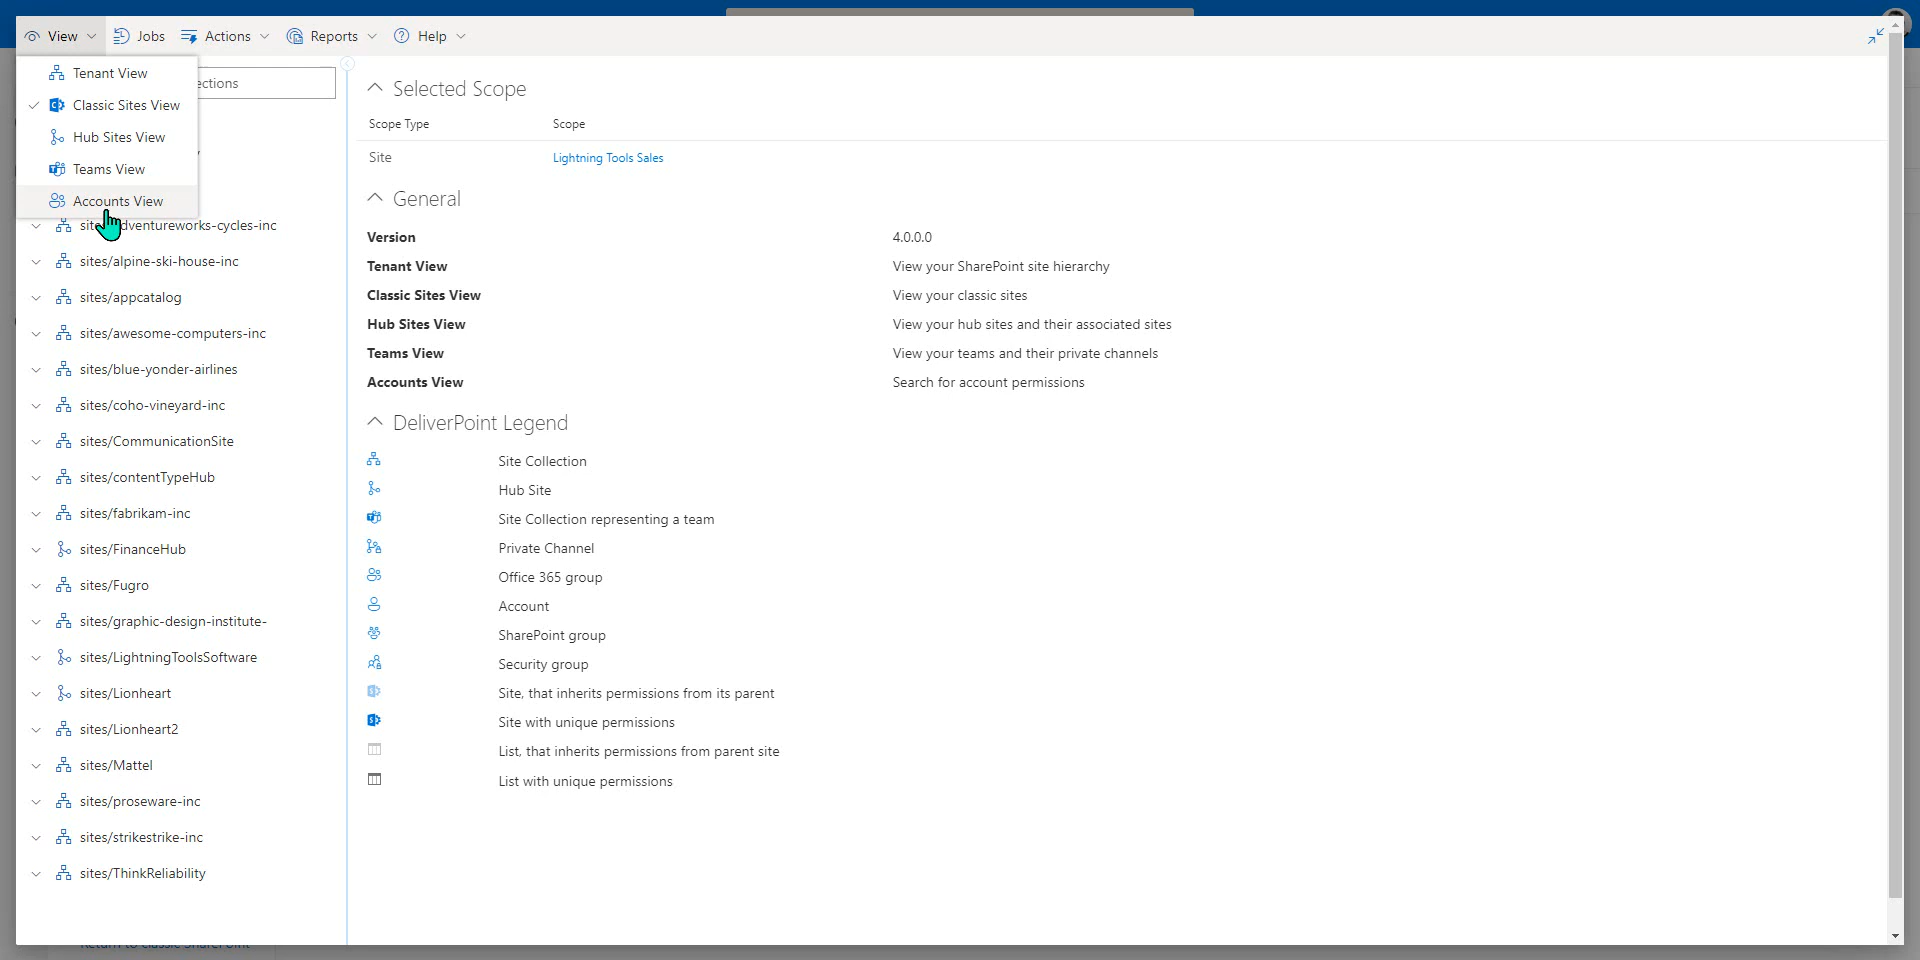 View
Jobs
Actions
Reports
Help
Tenant View
Classic Sites View
Hub Sites View
Teams View
Accounts View
sites/alpine-ski-house-inc
sites/appcatalog
sites/awesome-computers-inc
sites/blue-yonder-airlines
sites/coho-vineyard-inc
sites/CommunicationSite
sites/contentTypeHub
sites/fabrikam-inc
sites/FinanceHub
sites/Fugro
sites/graphic-design-institute-
sites/LightningToolsSoftware
sites/Lionheart
sites/Lionheart2
sites/Mattel
sites/proseware-inc
sites/strikestrike-inc
sites/ThinkReliability
Selected Scope
Scope Type Scope
Site Lightning Tools Sales
General
Version 4.0.0.0
Tenant View View your SharePoint site hierarchy
Classic Sites View View your classic sites
Hub Sites View View your hub sites and their associated sites
Teams View View your teams and their private channels
Accounts View Search for account permissions
DeliverPoint Legend
Site Collection
Hub Site
Site Collection representing a team
Private Channel
Office 365 group
Account
SharePoint group
Security group
Site, that inherits permissions from its parent
Site with unique permissions
List, that inherits permissions from parent site
List with unique permissions